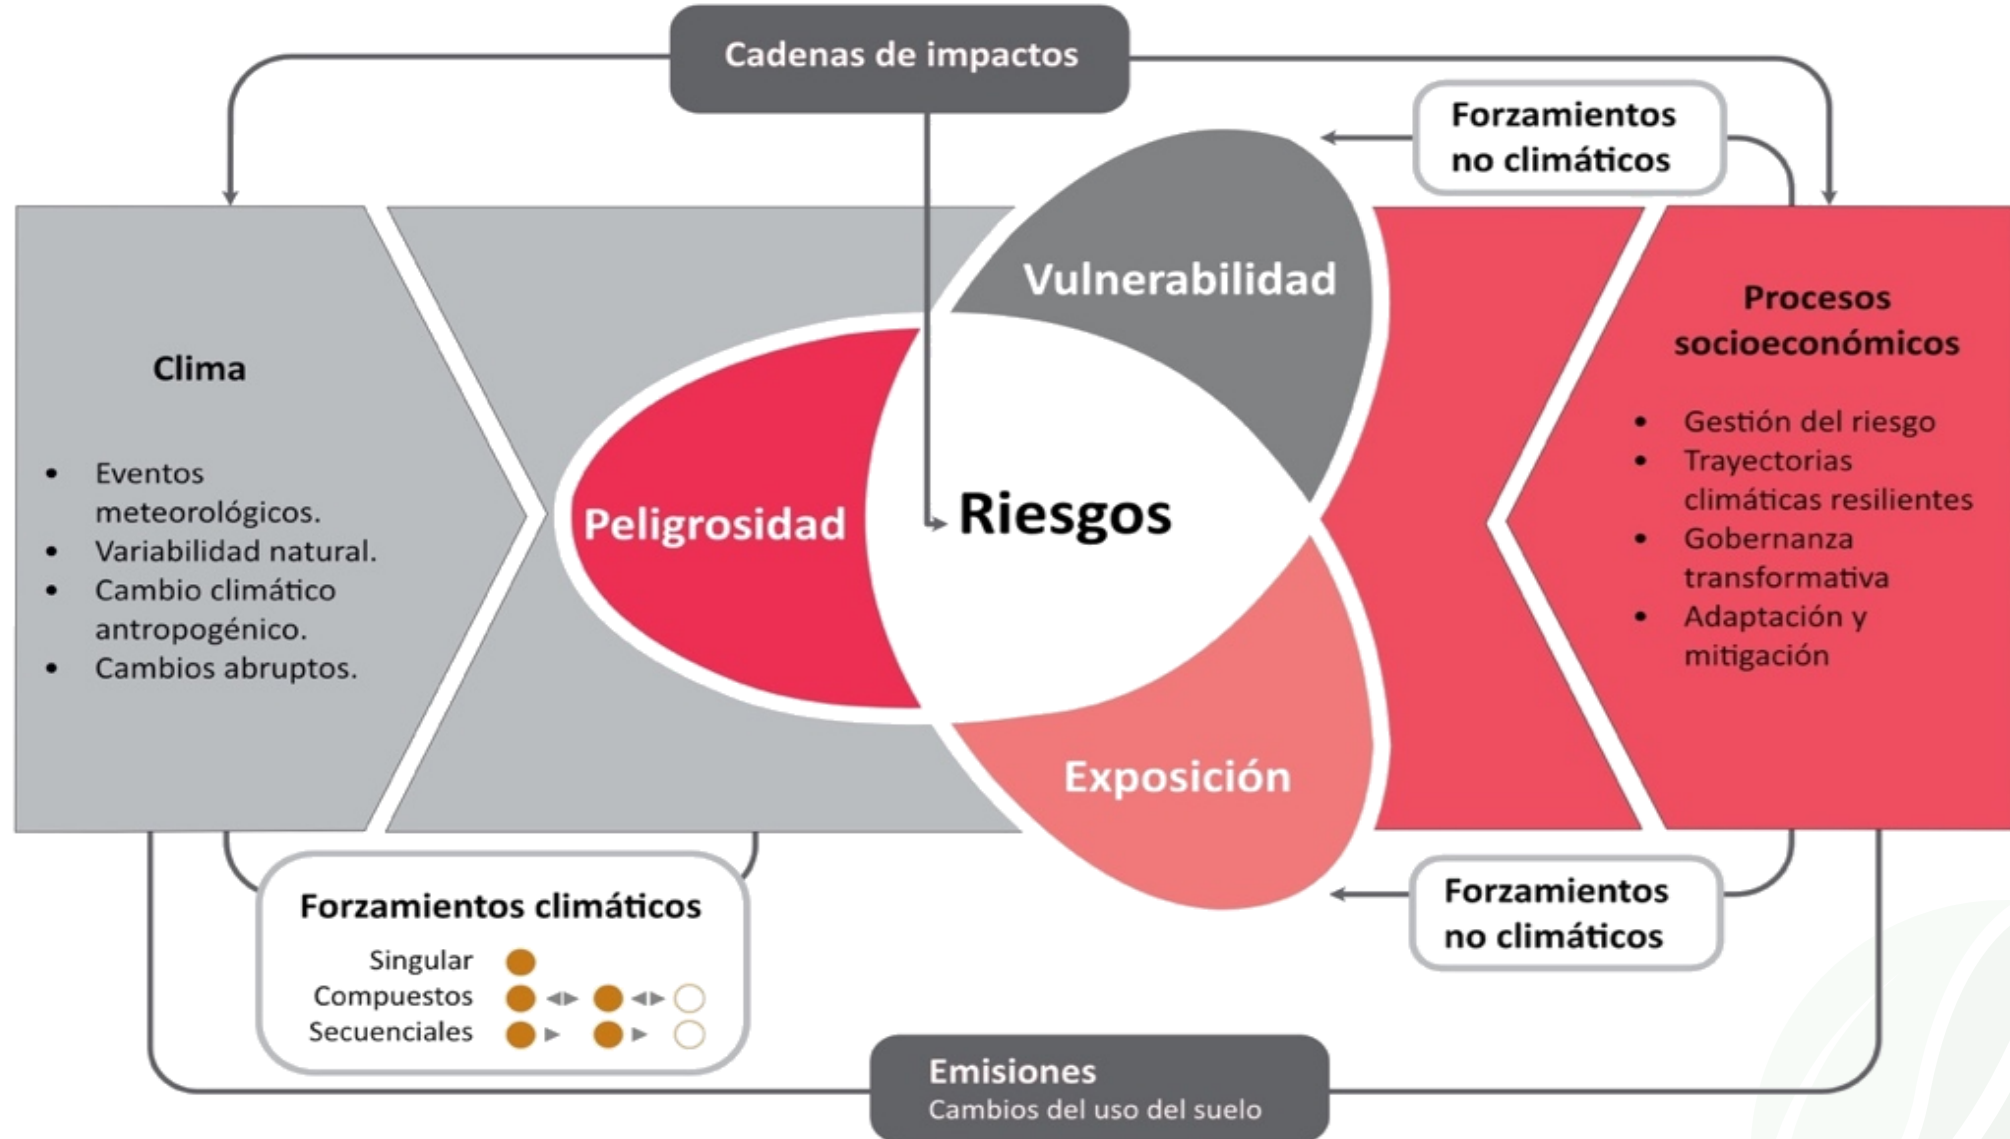 Cadenas de impactos
Forzamientos
no climáticos
Vulnerabilidad
Procesos
socioeconómicos
Clima
• Gestión del riesgo
• Trayectorias
climáticas resilientes
• Gobernanza
transformativa
• Adaptación y
mitigación
• Eventos
meteorológicos.
• Variabilidad natural.
• Cambio climático
antropogénico.
• Cambios abruptos.
Peligrosidad
Riesgos
Exposición
Forzamientos climáticos
Singular
Compuestos
Secuenciales
Forzamientos
no climáticos
Emisiones
Cambios del uso del suelo